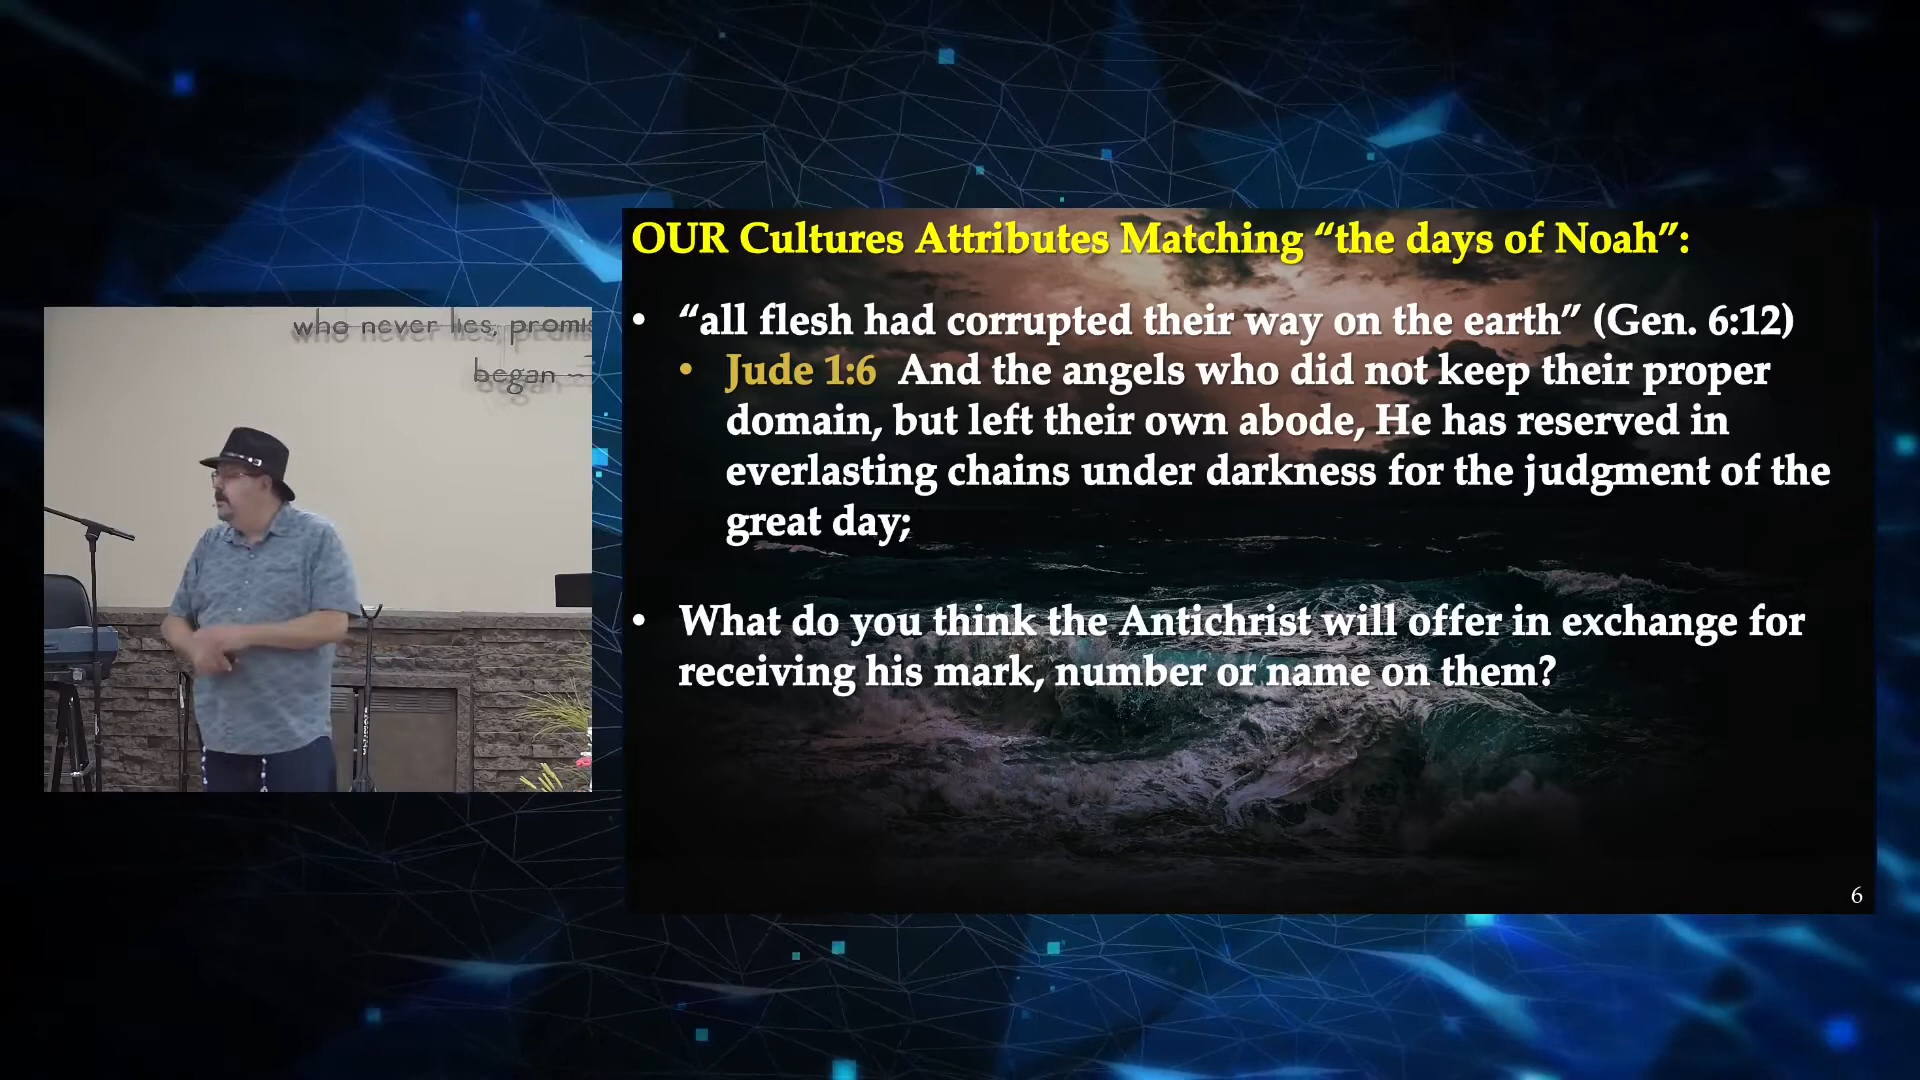 who never lies, promis
began ~
OUR Cultures Attributes Matching “the days of Noah”:
• “all flesh had corrupted their way on the earth” (Gen. 6:12)
• Jude 1:6 And the angels who did not keep their proper
domain, but left their own abode, He has reserved in
everlasting chains under darkness for the judgment of the
great day;
• What do you think the Antichrist will offer in exchange for
receiving his mark, number or name on them?
6